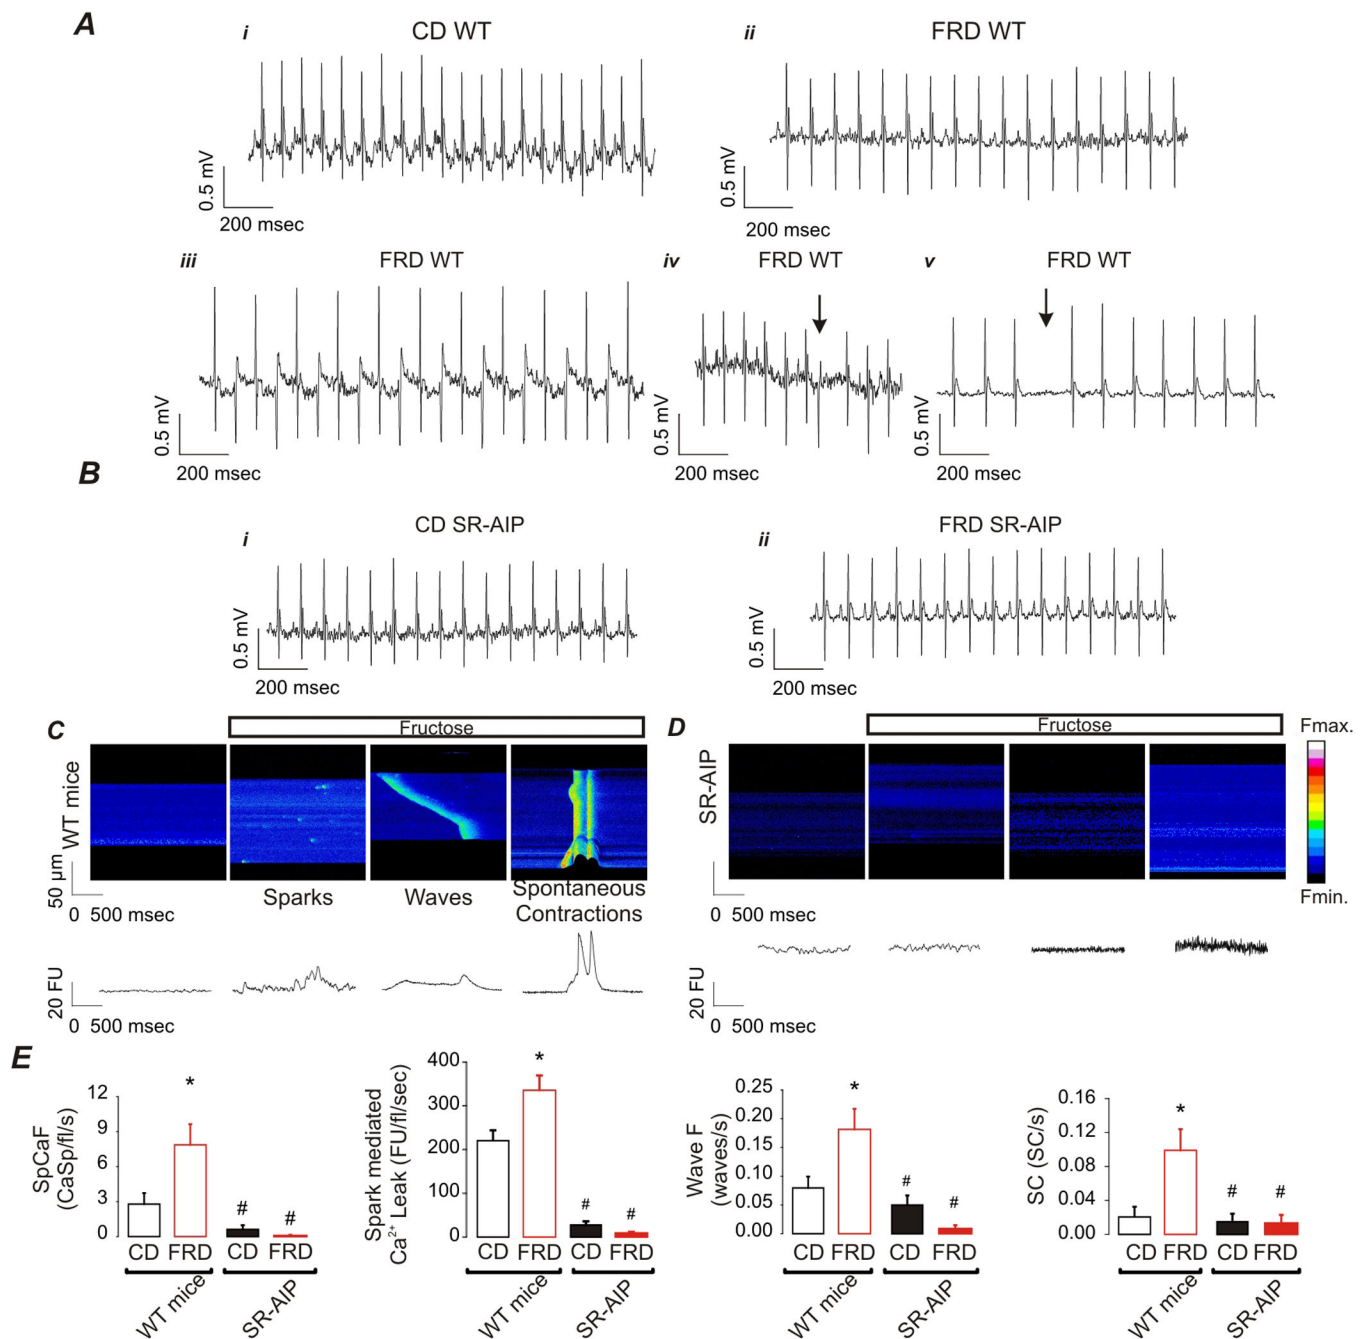 A
i
CD WT
ii
FRD WT
0.5 mV
200 msec
0.5 mV
200 msec
iii
FRD WT
iv
FRD WT
v
FRD WT
0.5 mV
200 msec
0.5 mV
200 msec
0.5 mV
200 msec
B
i
CD SR-AIP
ii
FRD SR-AIP
0.5 mV
200 msec
0.5 mV
200 msec
C
Fructose
WT mice
50 μm
0 500 msec
Sparks
Waves
Spontaneous
Contractions
20 FU
0 500 msec
D
Fructose
SR-AIP
Fmax.
Fmin.
0 500 msec
20 FU
0 500 msec
E
SpCaF
(CaSp/fl/s)
12
9
6
3
0
*
#
#
CD FRD CD FRD
WT mice
SR-AIP
Spark mediated
Ca²⁺ Leak (FU/fl/sec)
400
300
200
100
0
*
#
#
CD FRD CD FRD
WT mice
SR-AIP
Wave F
(waves/s)
0.25
0.20
0.15
0.10
0.05
0.00
*
#
#
CD FRD CD FRD
WT mice
SR-AIP
SC (SC/s)
0.16
0.12
0.08
0.04
0.00
*
#
#
CD FRD CD FRD
WT mice
SR-AIP